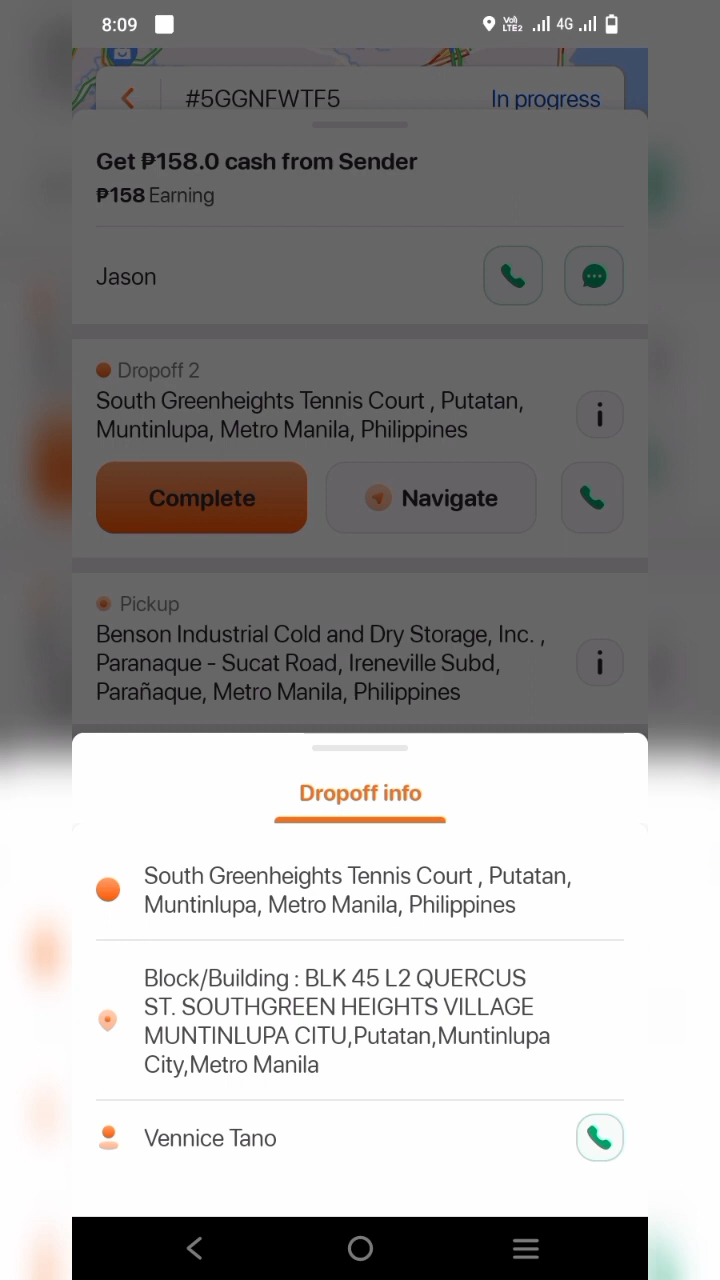 8:09
Vo)
LTE2
4G
#5GGNFWTF5
In progress
Get ₱158.0 cash from Sender
₱158 Earning
Jason
Dropoff 2
South Greenheights Tennis Court , Putatan,
Muntinlupa, Metro Manila, Philippines
Complete
Navigate
Pickup
Benson Industrial Cold and Dry Storage, Inc. ,
Paranaque - Sucat Road, Ireneville Subd,
Parañaque, Metro Manila, Philippines
Dropoff info
South Greenheights Tennis Court , Putatan,
Muntinlupa, Metro Manila, Philippines
Block/Building : BLK 45 L2 QUERCUS
ST. SOUTHGREEN HEIGHTS VILLAGE
MUNTINLUPA CITU,Putatan,Muntinlupa
City,Metro Manila
Vennice Tano